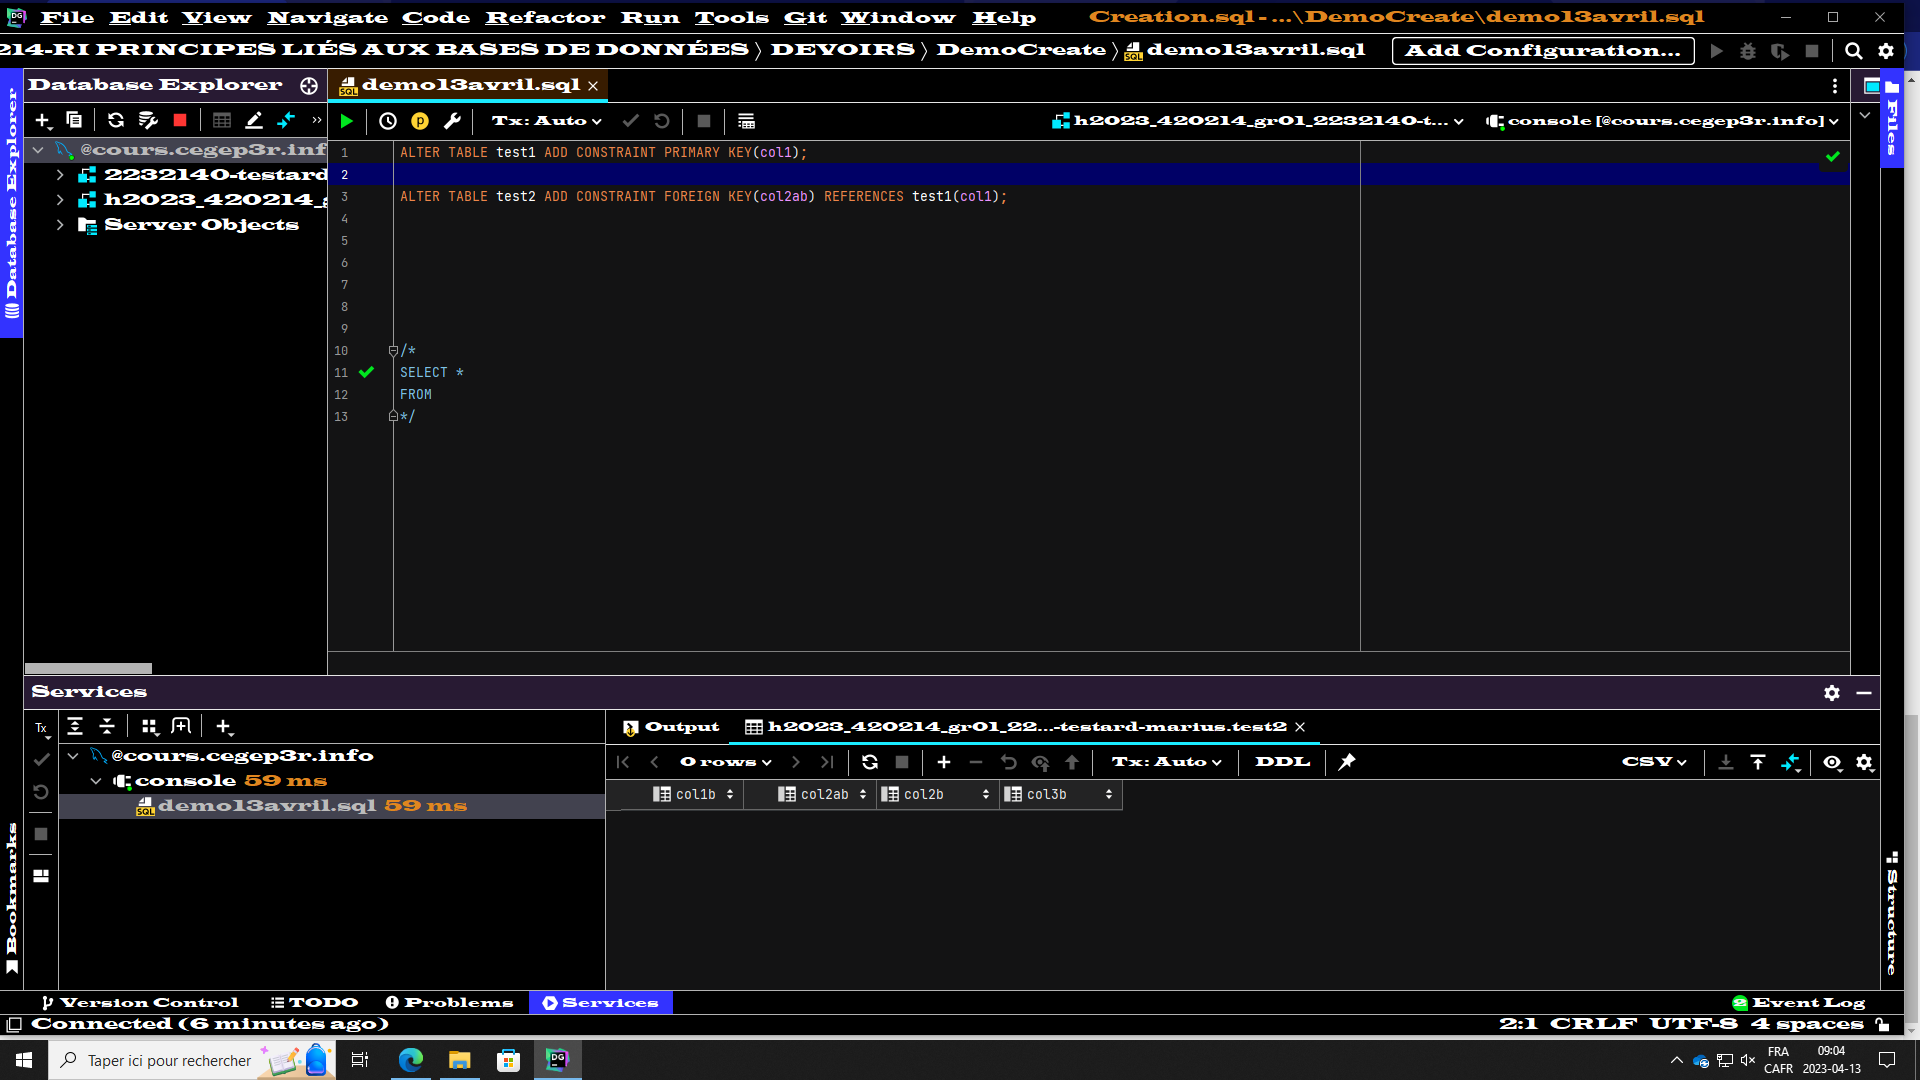 File Edit View Navigate Code Refactor Run Tools Git Window Help Creation.sql - ...\DemoCreate\demo13avril.sql
214-RI PRINCIPES LIÉS AUX BASES DE DONNÉES DEVOIRS DemoCreate demo13avril.sql Add Configuration...
Database Explorer demo13avril.sql
Tx: Auto h2023_420214_gr01_2232140-t... console [@cours.cegep3r.info]
Database Explorer
Files
@cours.cegep3r.inf
2232140-testard
h2023_420214_g
Server Objects
1 ALTER TABLE test1 ADD CONSTRAINT PRIMARY KEY(col1);
2
3 ALTER TABLE test2 ADD CONSTRAINT FOREIGN KEY(col2ab) REFERENCES test1(col1);
4
5
6
7
8
9
10 /*
11 SELECT *
12 FROM
13 */
Services
Tx
@cours.cegep3r.info
console 59 ms
demo13avril.sql 59 ms
Output h2023_420214_gr01_22...-testard-marius.test2
0 rows Tx: Auto DDL CSV
col1b col2ab col2b col3b
Bookmarks
Structure
Version Control TODO Problems Services 2 Event Log
Connected (6 minutes ago) 2:1 CRLF UTF-8 4 spaces
Taper ici pour rechercher
DG
FRA
CAFR
09:04
2023-04-13